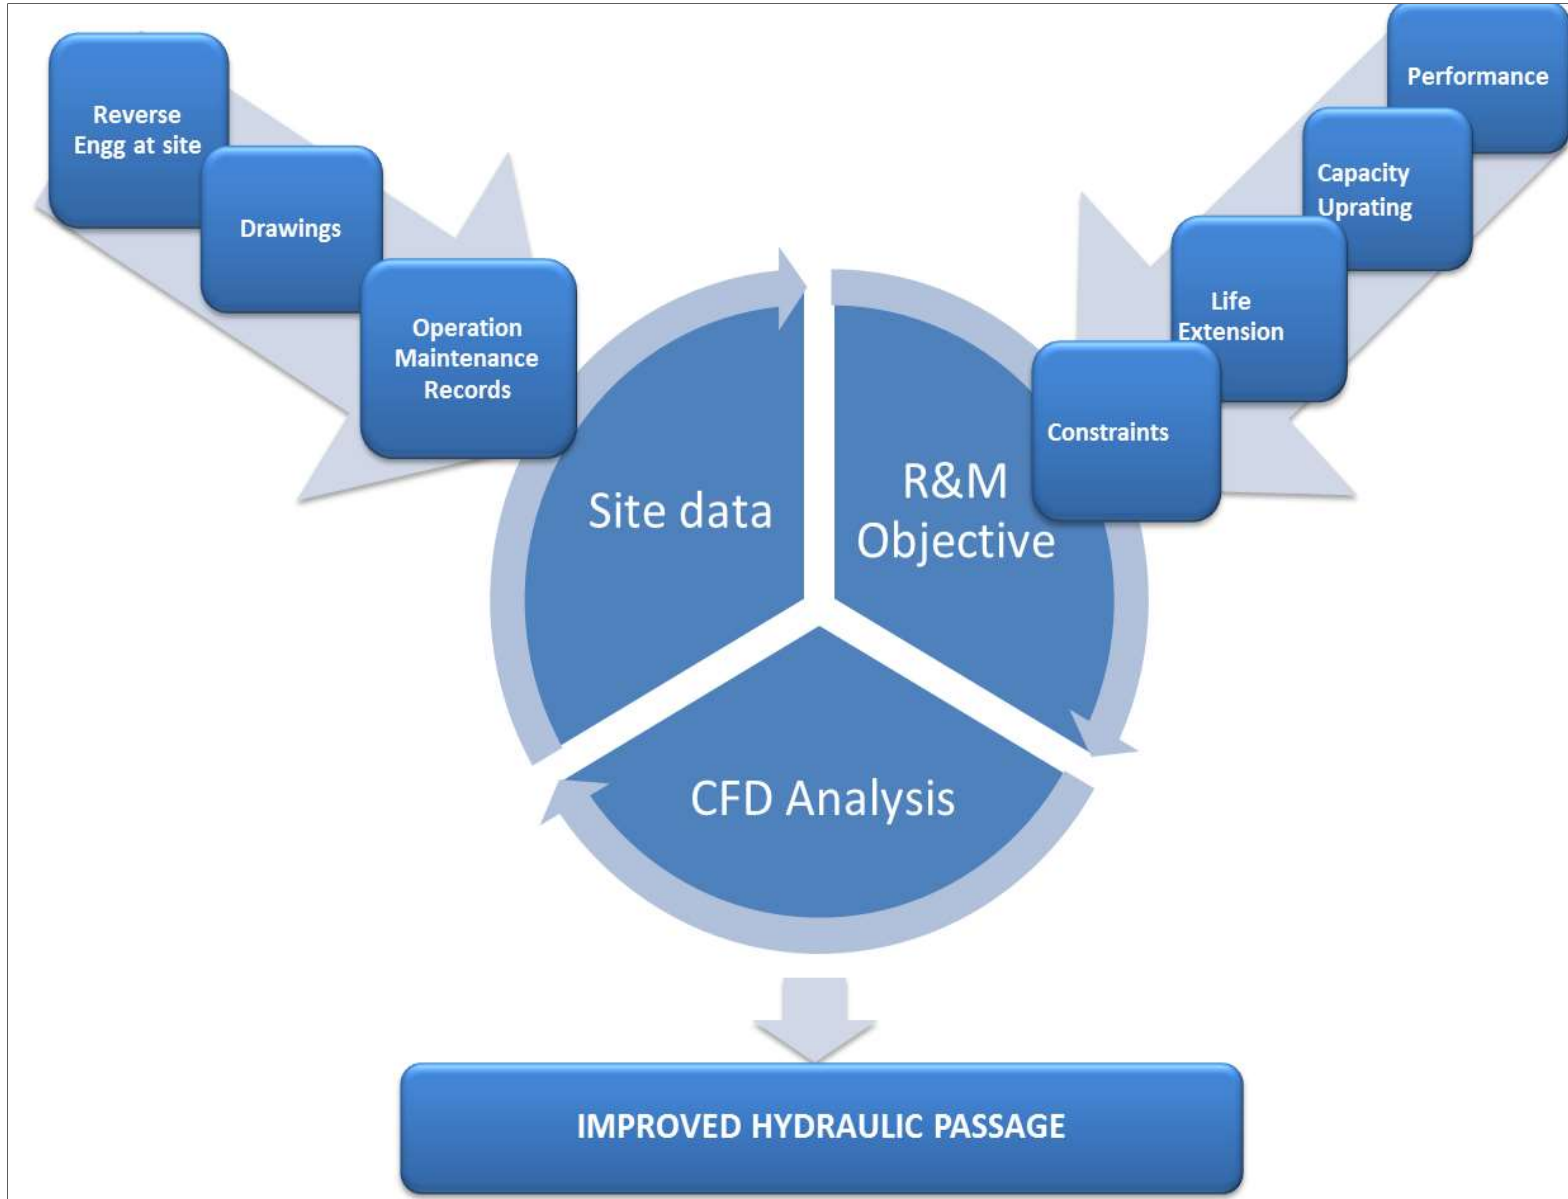 Reverse
Engg at site
Drawings
Operation
Maintenance
Records
Performance
Capacity
Uprating
Life
Extension
Constraints
Site data
R&M
Objective
CFD Analysis
IMPROVED HYDRAULIC PASSAGE